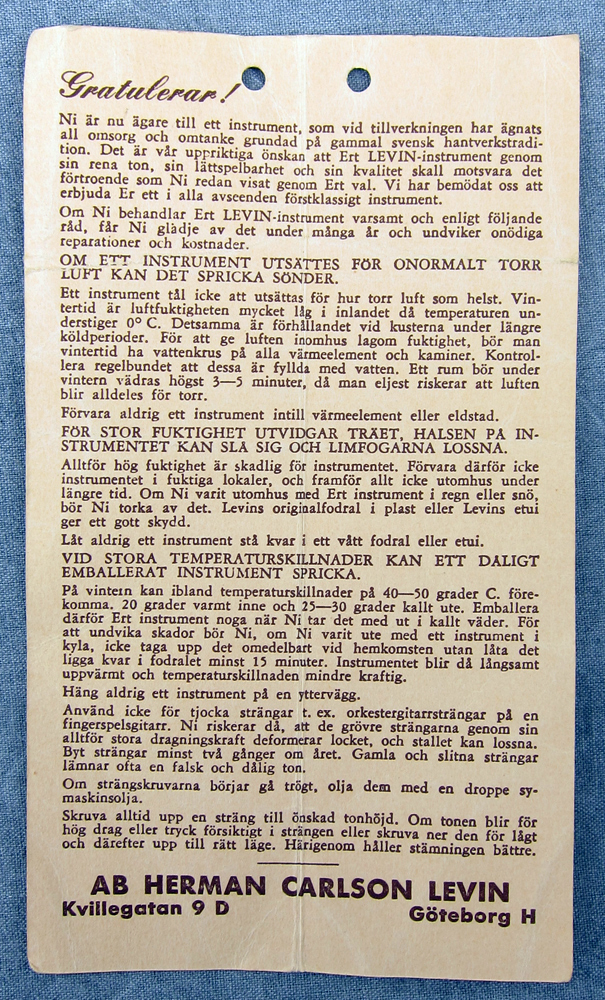 Gratulerar!
Ni är nu ägare till ett instrument, som vid tillverkningen har ägnats
all omsorg och omtanke grundad på gammal svensk hantverkstradi-
tion. Det är vår uppriktiga önskan att Ert LEVIN-instrument genom
sin rena ton, sin lättspelbarhet och sin kvalitet skall motsvara det
förtroende som Ni redan visat genom Ert val. Vi har bemödat oss att
erbjuda Er ett i alla avseenden förstklassigt instrument.
Om Ni behandlar Ert LEVIN-instrument varsamt och enligt följande
råd, får Ni glädje av det under många år och undviker onödiga
reparationer och kostnader.
OM ETT INSTRUMENT UTSÄTTES FÖR ONORMALT TORR
LUFT KAN DET SPRICKA SÖNDER.
Ett instrument tål icke att utsättas för hur torr luft som helst. Vin-
tertid är luftfuktigheten mycket låg i inlandet då temperaturen un-
derstiger 0° C. Detsamma är förhållandet vid kusterna under längre
köldperioder. För att ge luften inomhus lagom fuktighet, bör man
vintertid ha vattenkrus på alla värmeelement och kaminer. Kontrol-
lera regelbundet att dessa är fyllda med vatten. Ett rum bör under
vintern vädras högst 3—5 minuter, då man eljest riskerar att luften
blir alldeles för torr.
Förvara aldrig ett instrument intill värmeelement eller eldstad.
FÖR STOR FUKTIGHET UTVIDGAR TRÄET, HALSEN PÅ IN-
STRUMENTET KAN SLÅ SIG OCH LIMFOGARNA LOSSNA.
Alltför hög fuktighet är skadlig för instrumentet. Förvara därför icke
instrumentet i fuktiga lokaler, och framför allt icke utomhus under
längre tid. Om Ni varit utomhus med Ert instrument i regn eller snö,
bör Ni torka av det. Levins originalfodral i plast eller Levins etui
ger ett gott skydd.
Låt aldrig ett instrument stå kvar i ett vått fodral eller etui.
VID STORA TEMPERATURSKILLNADER KAN ETT DALIGT
EMBALLERAT INSTRUMENT SPRICKA.
På vintern kan ibland temperaturskillnader på 40—50 grader C. före-
komma. 20 grader varmt inne och 25—30 grader kallt ute. Emballera
därför Ert instrument noga när Ni tar det med ut i kallt väder. För
att undvika skador bör Ni, om Ni varit ute med ett instrument i
kyla, icke taga upp det omedelbart vid hemkomsten utan låta det
ligga kvar i fodralet minst 15 minuter. Instrumentet blir då långsamt
uppvärmt och temperaturskillnaden mindre kraftig.
Häng aldrig ett instrument på en yttervägg.
Använd icke för tjocka strängar t. ex. orkestergitarrsträngar på en
fingerspelsgitarr. Ni riskerar då, att de grövre strängarna genom sin
alltför stora dragningskraft deformerar locket, och stallet kan lossna.
Byt strängar minst två gånger om året. Gamla och slitna strängar
lämnar ofta en falsk och dålig ton.
Om strängskruvarna börjar gå trögt, olja dem med en droppe sy-
maskinsolja.
Skruva alltid upp en sträng till önskad tonhöjd. Om tonen blir för
hög drag eller tryck försiktigt i strängen eller skruva ner den för lågt
och därefter upp till rätt läge. Härigenom håller stämningen bättre.
AB HERMAN CARLSON LEVIN
Kvillegatan 9 D Göteborg H